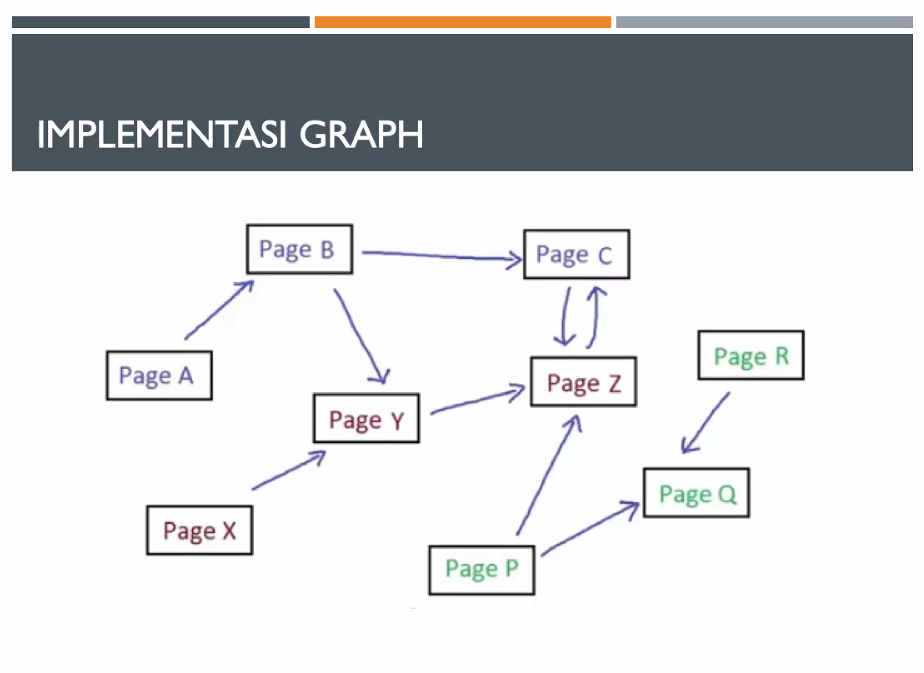 IMPLEMENTASI GRAPH
Page B
Page C
Page A
Page R
Page Z
Page Y
Page Q
Page X
Page P